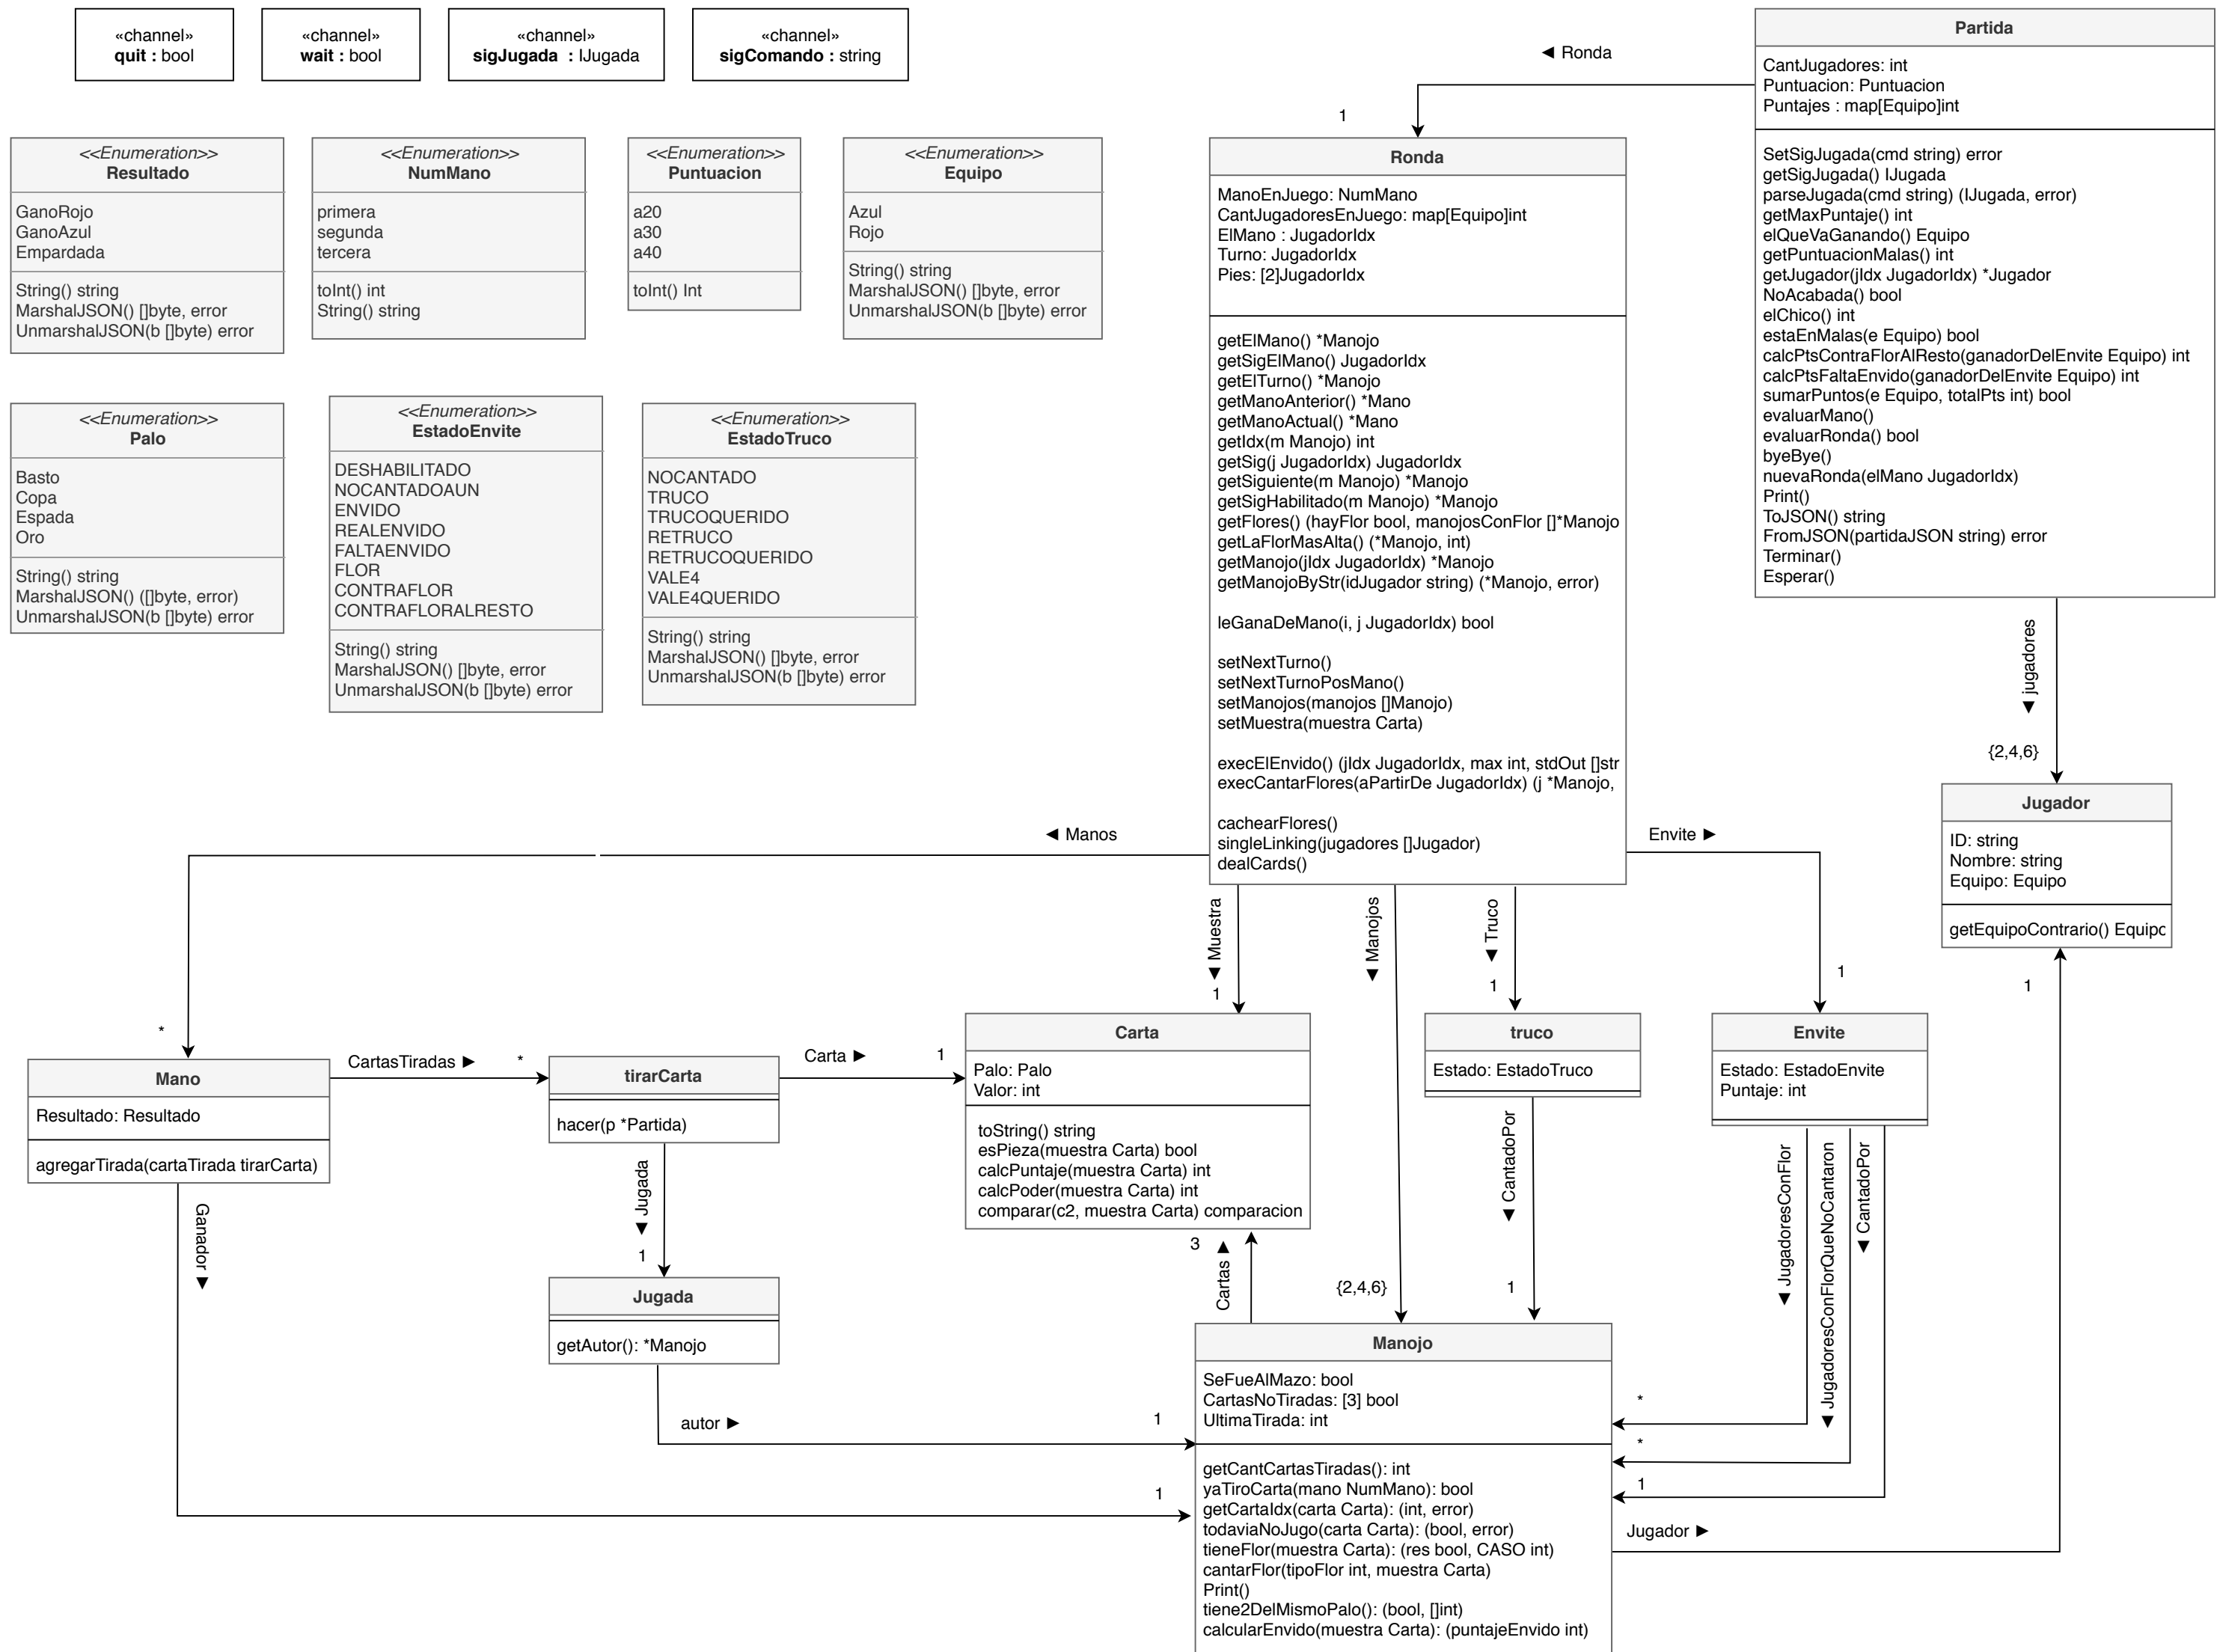 «channel»
quit : bool
«channel»
wait : bool
«channel»
sigJugada : IJugada
«channel»
sigComando : string
<<Enumeration>>
Resultado
GanoRojo
GanoAzul
Empardada
String() string
MarshalJSON() []byte, error
UnmarshalJSON(b []byte) error
<<Enumeration>>
NumMano
primera
segunda
tercera
toInt() int
String() string
<<Enumeration>>
Puntuacion
a20
a30
a40
toInt() Int
<<Enumeration>>
Equipo
Azul
Rojo
String() string
MarshalJSON() []byte, error
UnmarshalJSON(b []byte) error
<<Enumeration>>
Palo
Basto
Copa
Espada
Oro
String() string
MarshalJSON() ([]byte, error)
UnmarshalJSON(b []byte) error
<<Enumeration>>
EstadoEnvite
DESHABILITADO
NOCANTADOAUN
ENVIDO
REALENVIDO
FALTAENVIDO
FLOR
CONTRAFLOR
CONTRAFLORALRESTO
String() string
MarshalJSON() []byte, error
UnmarshalJSON(b []byte) error
<<Enumeration>>
EstadoTruco
NOCANTADO
TRUCO
TRUCOQUERIDO
RETRUCO
RETRUCOQUERIDO
VALE4
VALE4QUERIDO
String() string
MarshalJSON() []byte, error
UnmarshalJSON(b []byte) error
Partida
CantJugadores: int
Puntuacion: Puntuacion
Puntajes : map[Equipo]int
SetSigJugada(cmd string) error
getSigJugada() IJugada
parseJugada(cmd string) (IJugada, error)
getMaxPuntaje() int
elQueVaGanando() Equipo
getPuntuacionMalas() int
getJugador(jIdx JugadorIdx) *Jugador
NoAcabada() bool
elChico() int
estaEnMalas(e Equipo) bool
calcPtsContraFlorAlResto(ganadorDelEnvite Equipo) int
calcPtsFaltaEnvido(ganadorDelEnvite Equipo) int
sumarPuntos(e Equipo, totalPts int) bool
evaluarMano()
evaluarRonda() bool
byeBye()
nuevaRonda(elMano JugadorIdx)
Print()
ToJSON() string
FromJSON(partidaJSON string) error
Terminar()
Esperar()
◄ Ronda
1
Ronda
ManoEnJuego: NumMano
CantJugadoresEnJuego: map[Equipo]int
ElMano : JugadorIdx
Turno: JugadorIdx
Pies: [2]JugadorIdx
getElMano() *Manojo
getSigElMano() JugadorIdx
getElTurno() *Manojo
getManoAnterior() *Mano
getManoActual() *Mano
getIdx(m Manojo) int
getSig(j JugadorIdx) JugadorIdx
getSiguiente(m Manojo) *Manojo
getSigHabilitado(m Manojo) *Manojo
getFlores() (hayFlor bool, manojosConFlor []*Manojo
getLaFlorMasAlta() (*Manojo, int)
getManojo(jIdx JugadorIdx) *Manojo
getManojoByStr(idJugador string) (*Manojo, error)
leGanaDeMano(i, j JugadorIdx) bool
setNextTurno()
setNextTurnoPosMano()
setManojos(manojos []Manojo)
setMuestra(muestra Carta)
execElEnvido() (jIdx JugadorIdx, max int, stdOut []str
execCantarFlores(aPartirDe JugadorIdx) (j *Manojo,
cachearFlores()
singleLinking(jugadores []Jugador)
dealCards()
◄ jugadores
{2,4,6}
Jugador
ID: string
Nombre: string
Equipo: Equipo
getEquipoContrario() Equipo
◄ Manos
*
Envite ►
1
◄ Muestra
1
◄ Manojos
{2,4,6}
◄ Truco
1
1
Mano
Resultado: Resultado
agregarTirada(cartaTirada tirarCarta)
CartasTiradas ►
*
tirarCarta
hacer(p *Partida)
Carta ►
1
Carta
Palo: Palo
Valor: int
toString() string
esPieza(muestra Carta) bool
calcPuntaje(muestra Carta) int
calcPoder(muestra Carta) int
comparar(c2, muestra Carta) comparacion
truco
Estado: EstadoTruco
Envite
Estado: EstadoEnvite
Puntaje: int
Ganador ►
1
◄ Jugada
1
Jugada
getAutor(): *Manojo
autor ►
1
3
Cartas ►
◄ CantadoPor
1
◄ JugadoresConFlor
*
◄ JugadoresConFlorQueNoCantaron
*
◄ CantadoPor
1
Manojo
SeFueAlMazo: bool
CartasNoTiradas: [3] bool
UltimaTirada: int
getCantCartasTiradas(): int
yaTiroCarta(mano NumMano): bool
getCartaIdx(carta Carta): (int, error)
todaviaNoJugo(carta Carta): (bool, error)
tieneFlor(muestra Carta): (res bool, CASO int)
cantarFlor(tipoFlor int, muestra Carta)
Print()
tiene2DelMismoPalo(): (bool, []int)
calcularEnvido(muestra Carta): (puntajeEnvido int)
Jugador ►